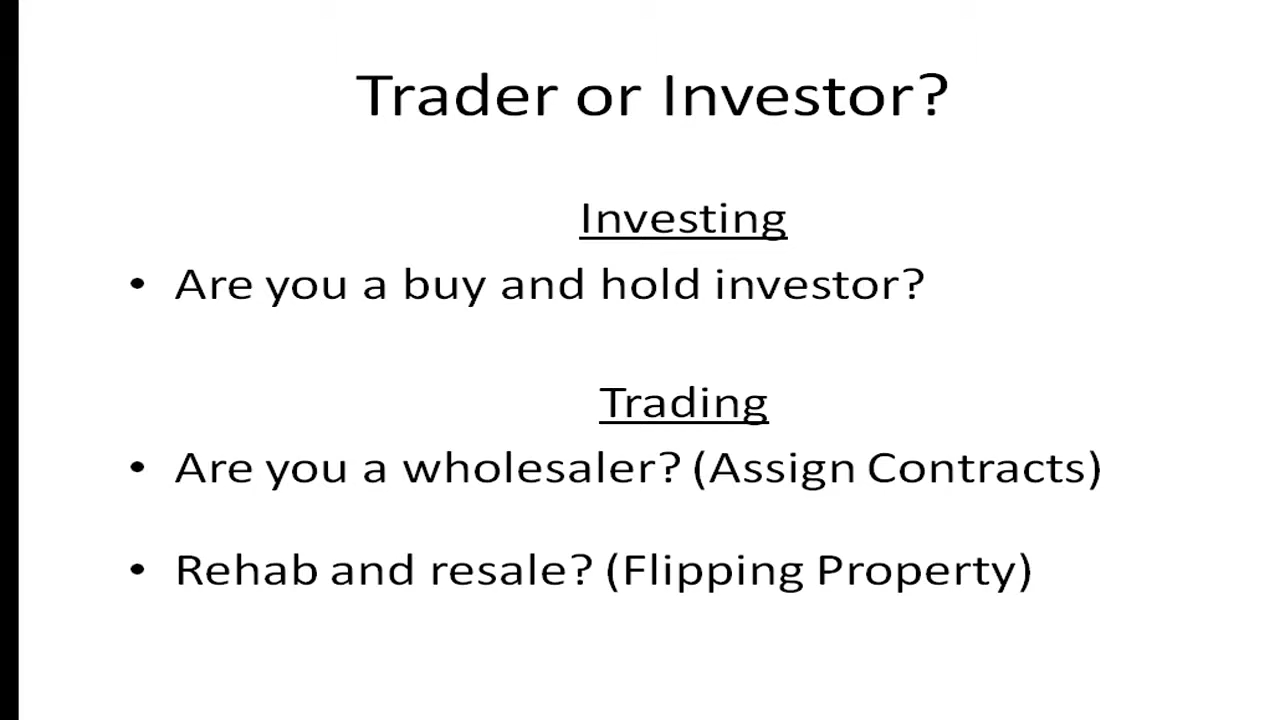 Trader or Investor?
Investing
• Are you a buy and hold investor?
Trading
• Are you a wholesaler? (Assign Contracts)
• Rehab and resale? (Flipping Property)